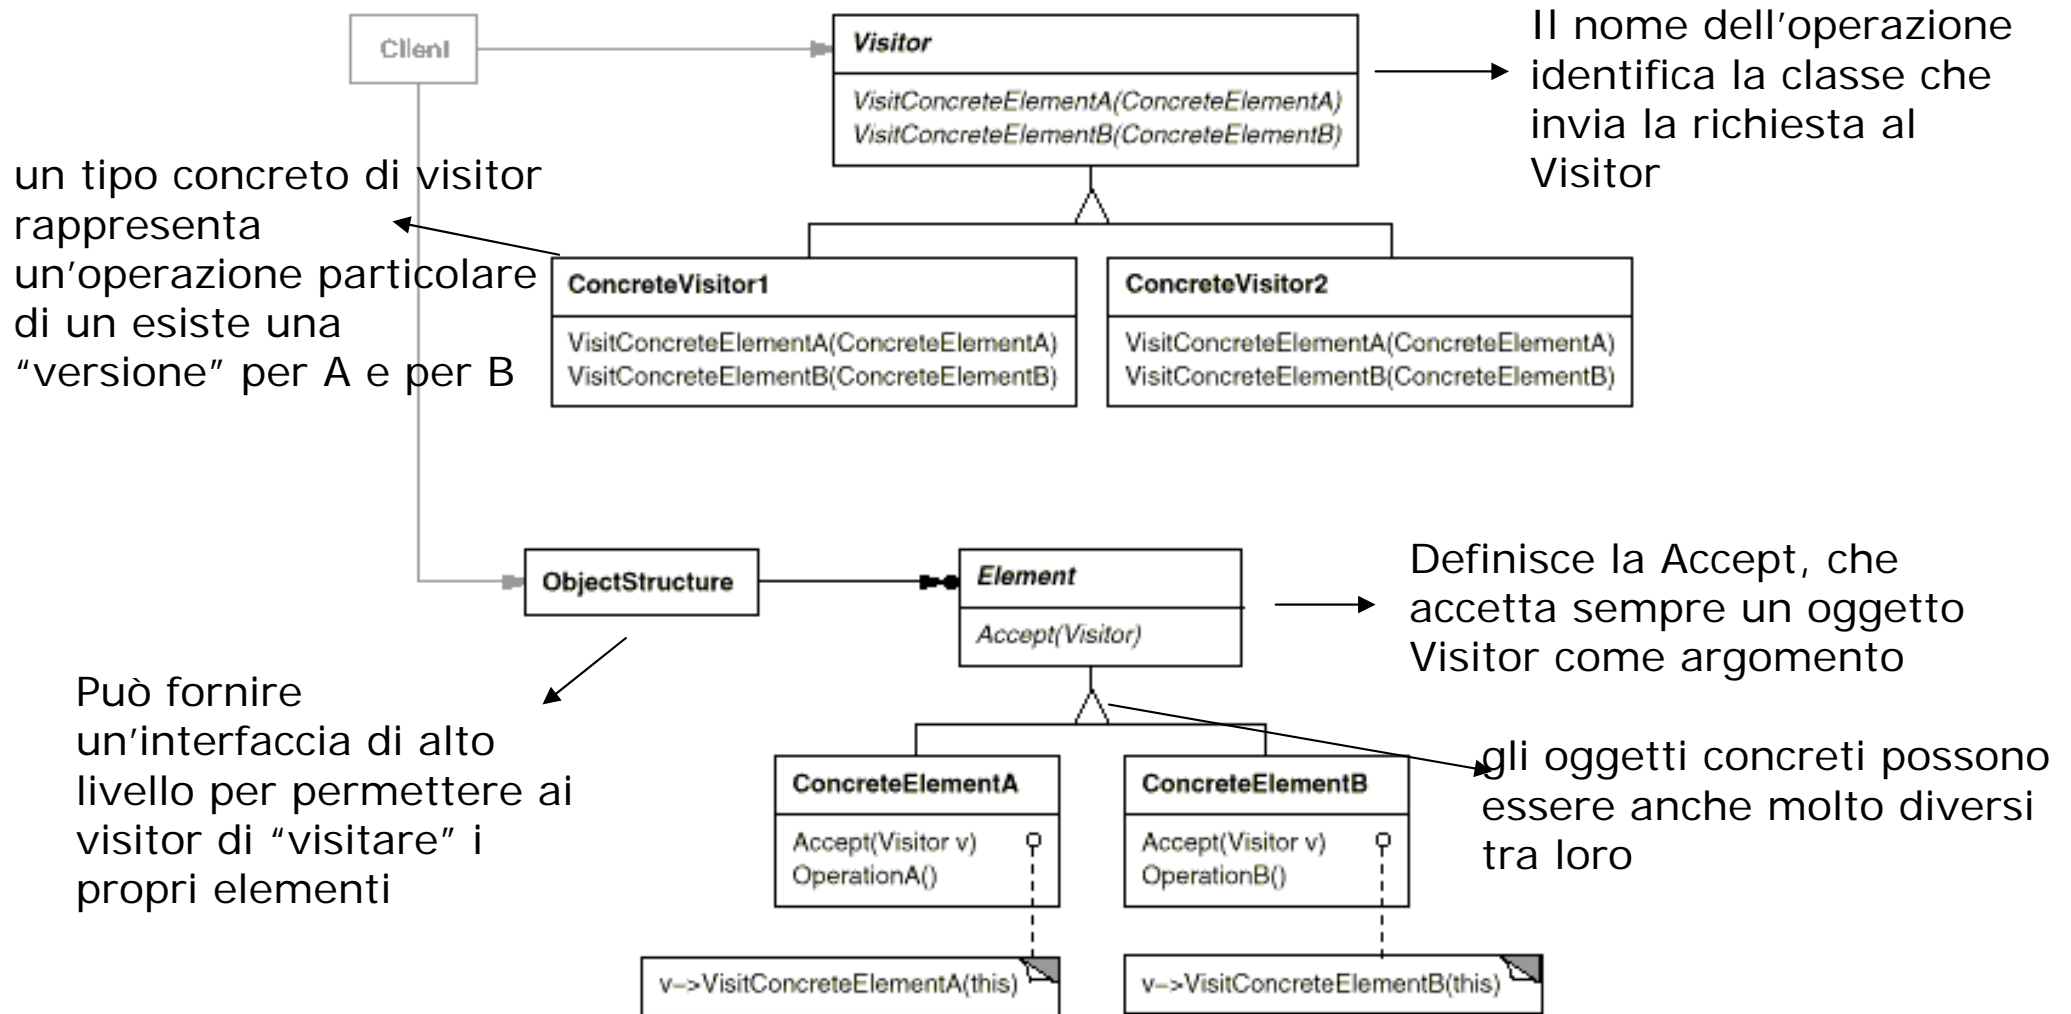 Client
Visitor
VisitConcreteElementA(ConcreteElementA)
VisitConcreteElementB(ConcreteElementB)
Il nome dell'operazione
identifica la classe che
invia la richiesta al
Visitor
un tipo concreto di visitor
rappresenta
un'operazione particolare
di un esiste una
"versione" per A e per B
ConcreteVisitor1
VisitConcreteElementA(ConcreteElementA)
VisitConcreteElementB(ConcreteElementB)
ConcreteVisitor2
VisitConcreteElementA(ConcreteElementA)
VisitConcreteElementB(ConcreteElementB)
ObjectStructure
Element
Accept(Visitor)
Definisce la Accept, che
accetta sempre un oggetto
Visitor come argomento
Può fornire
un'interfaccia di alto
livello per permettere ai
visitor di "visitare" i
propri elementi
ConcreteElementA
Accept(Visitor v)
OperationA()
ConcreteElementB
Accept(Visitor v)
OperationB()
gli oggetti concreti possono
essere anche molto diversi
tra loro
v->VisitConcreteElementA(this)
v->VisitConcreteElementB(this)